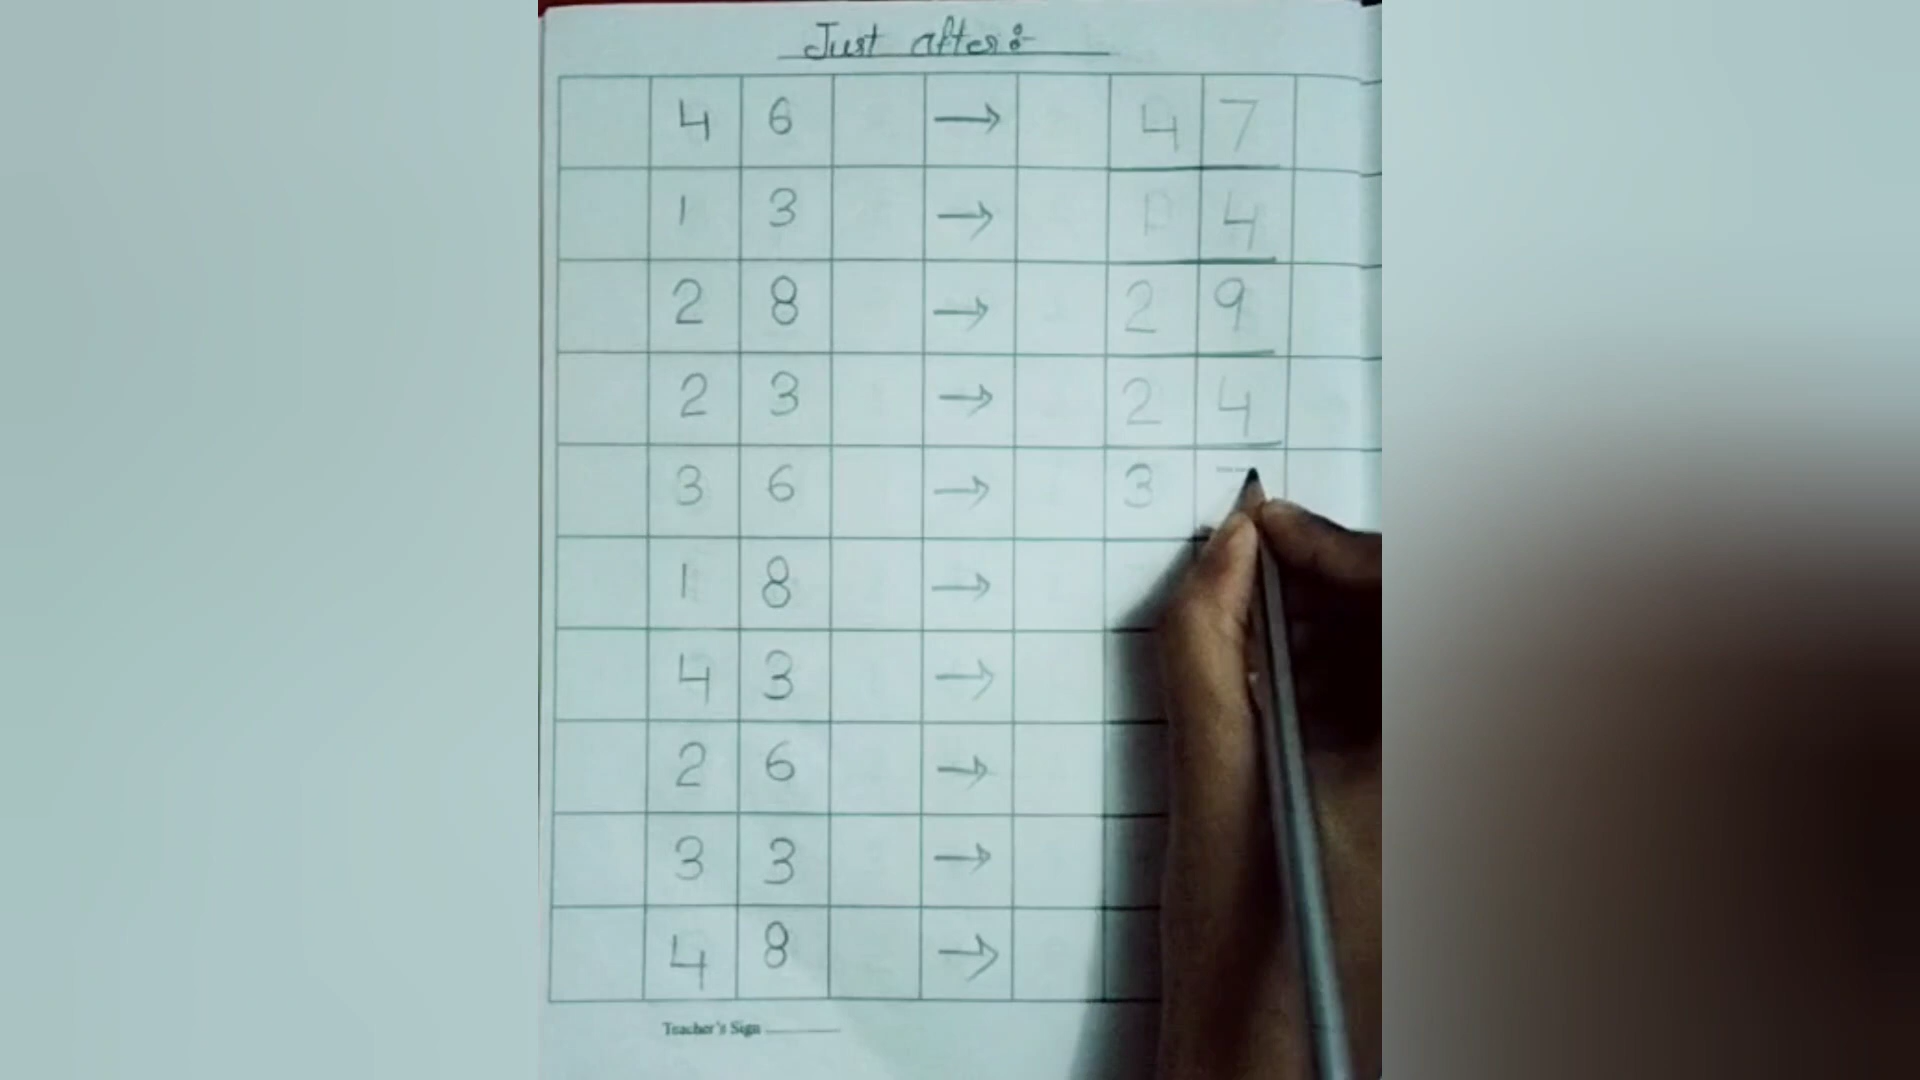 Just after :-
4 6 → 4 7
1 3 → 1 4
2 8 → 2 9
2 3 → 2 4
3 6 → 3
1 8 →
4 3 →
2 6 →
3 3 →
4 8 →
Teacher's Sign